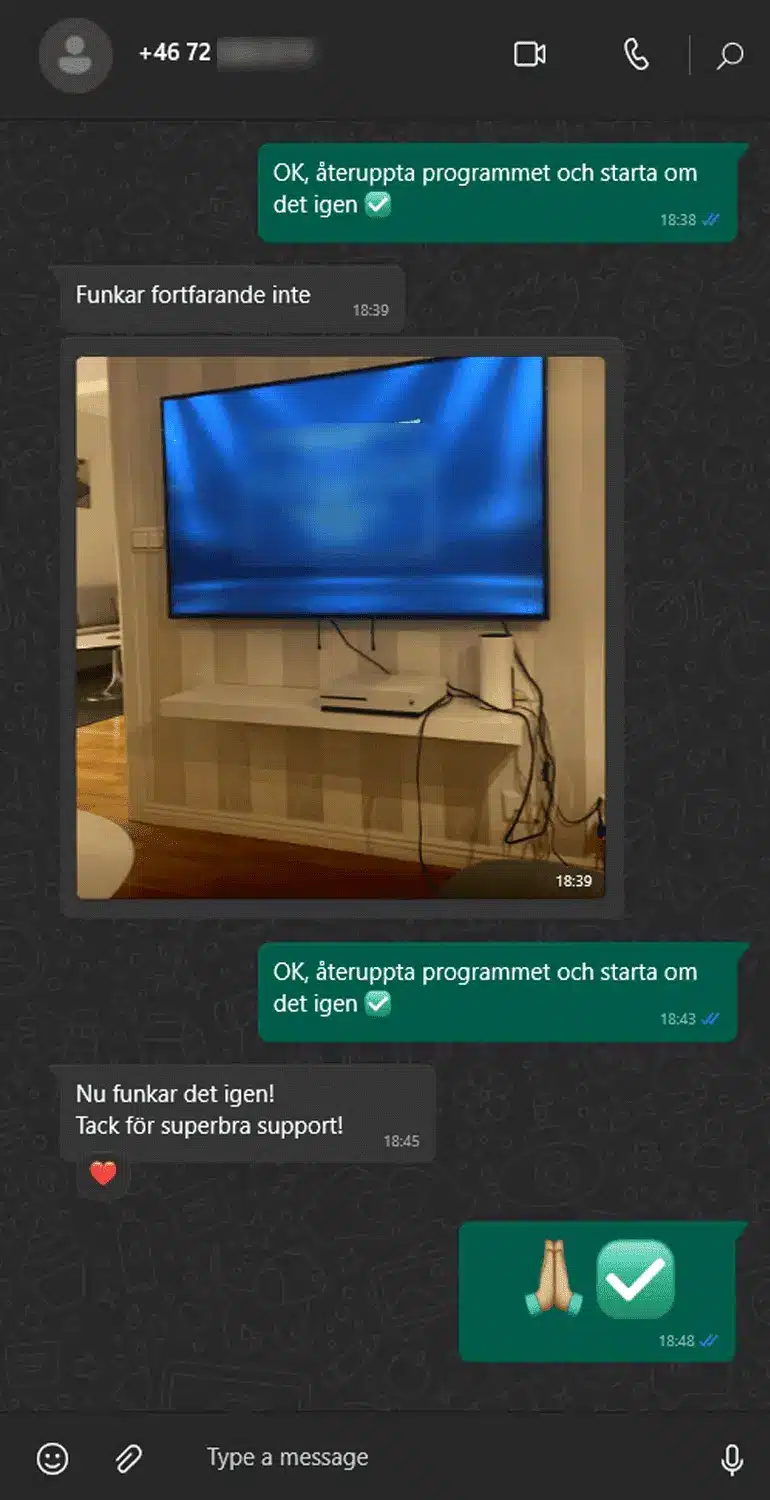 +46 72
OK, återuppta programmet och starta om
det igen ✅
18:38
Funkar fortfarande inte
18:39
18:39
OK, återuppta programmet och starta om
det igen ✅
18:43
Nu funkar det igen!
Tack för superbra support!
18:45
❤️
🙏🏼✅
18:48
Type a message